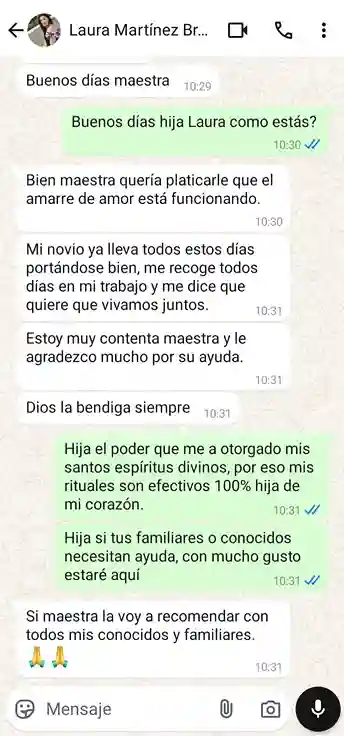 Laura Martínez Br...
Buenos días maestra 10:29
Buenos días hija Laura como estás?
10:30
Bien maestra quería platicarle que el
amarre de amor está funcionando.
10:30
Mi novio ya lleva todos estos días
portándose bien, me recoge todos
días en mi trabajo y me dice que
quiere que vivamos juntos.
10:31
Estoy muy contenta maestra y le
agradezco mucho por su ayuda.
10:31
Dios la bendiga siempre 10:31
Hija el poder que me a otorgado mis
santos espíritus divinos, por eso mis
rituales son efectivos 100% hija de
mi corazón.
10:31
Hija si tus familiares o conocidos
necesitan ayuda, con mucho gusto
estaré aquí
10:31
Si maestra la voy a recomendar con
todos mis conocidos y familiares.
🙏 🙏
10:31
Mensaje